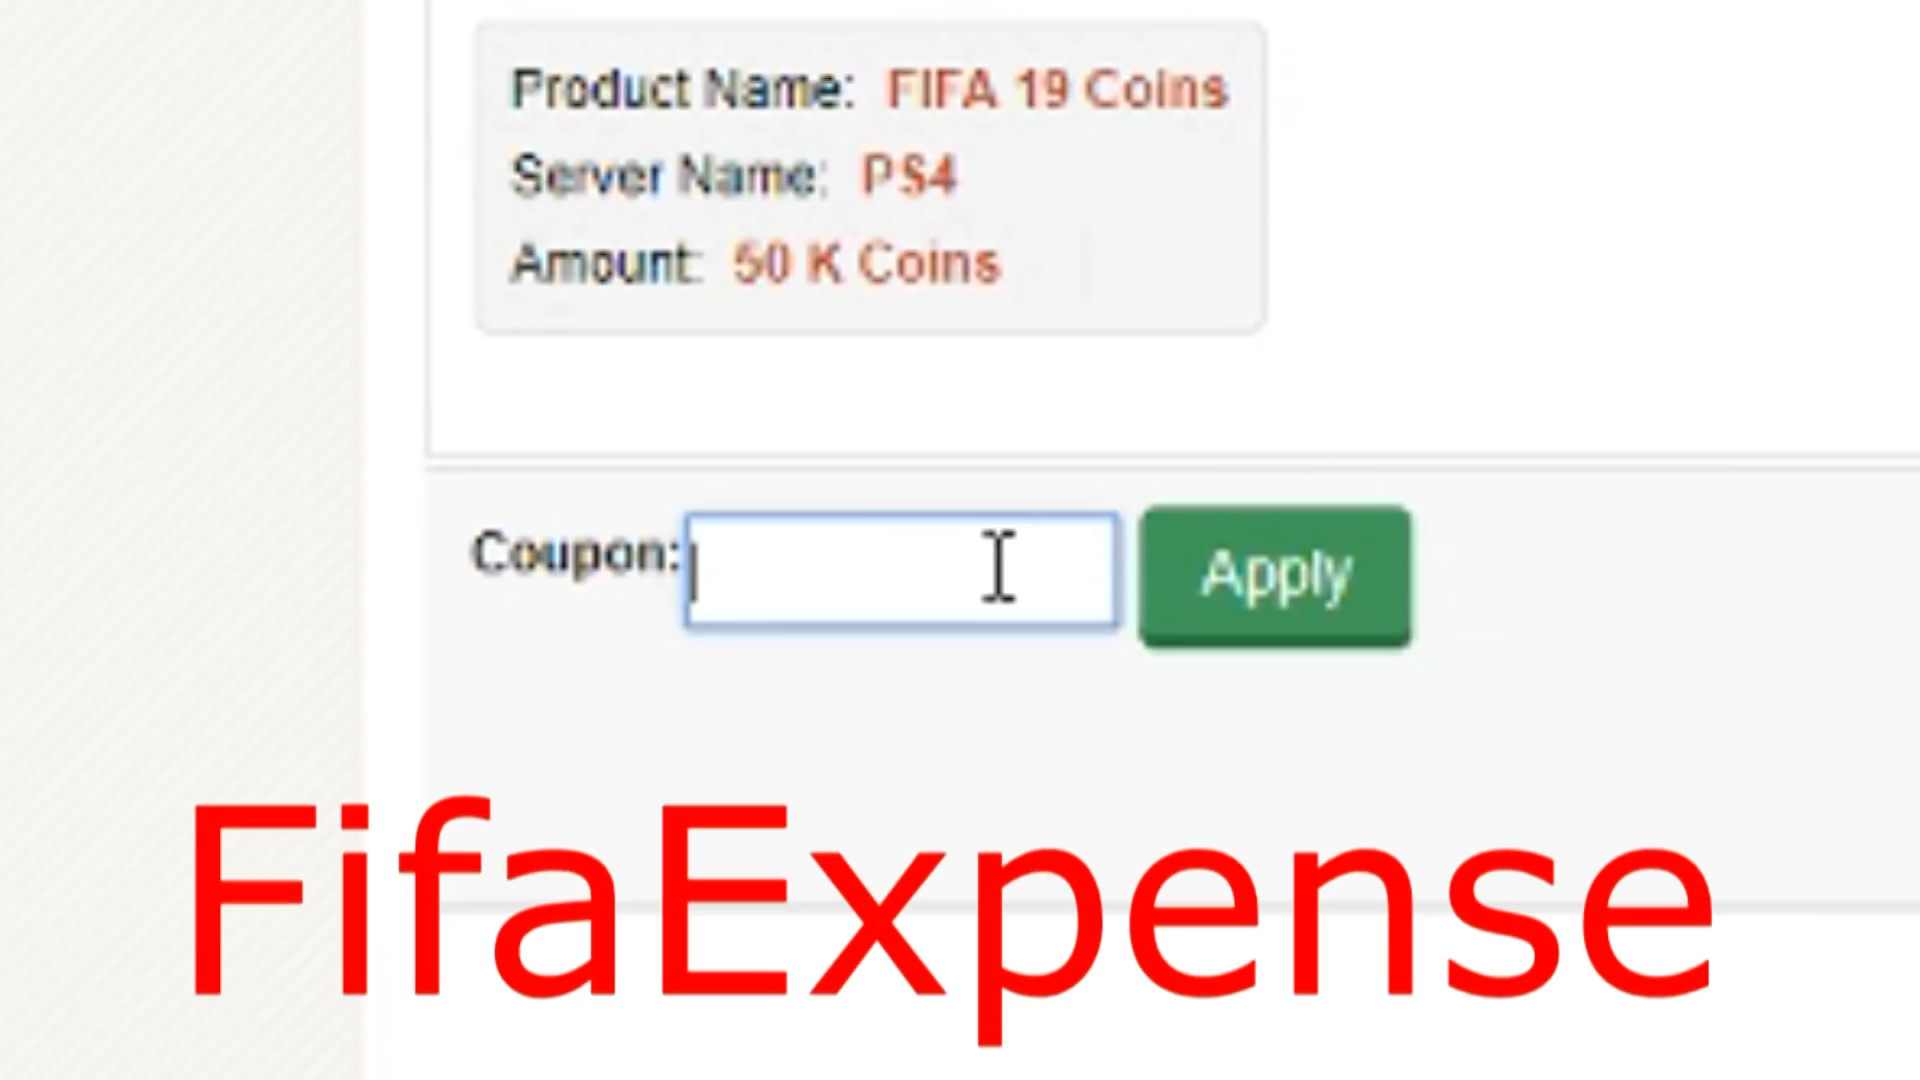 Product Name: FIFA 19 Coins
Server Name: PS4
Amount: 50 K Coins
Coupon:
Apply
FifaExpense